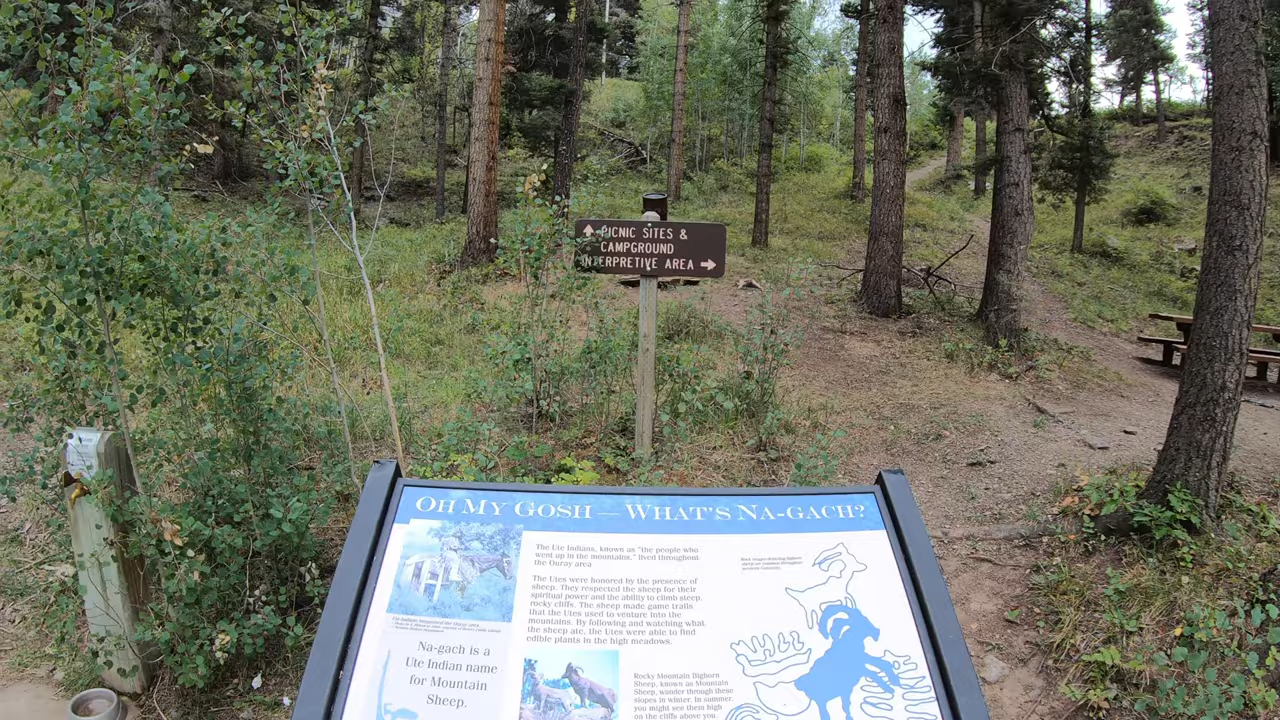 PICNIC SITES &
CAMPGROUND
INTERPRETIVE AREA
OH MY GOSH — WHAT'S NA-GACH?
The Ute Indians, known as "the people who
went up in the mountains," lived throughout
the Ouray area
The Utes were honored by the presence of
sheep. They respected the sheep for their
spiritual power and the ability to climb steep,
rocky cliffs. The sheep made game trails
that the Utes used to venture into the
mountains. By following and watching what
the sheep ate, the Utes were able to find
edible plants in the high meadows.
Na-gach is a
Ute Indian name
for Mountain
Sheep.
Rocky Mountain Bighorn
Sheep, known as Mountain
Sheep, wander through these
slopes in winter. In summer,
you might see them high
on the cliffs above you.